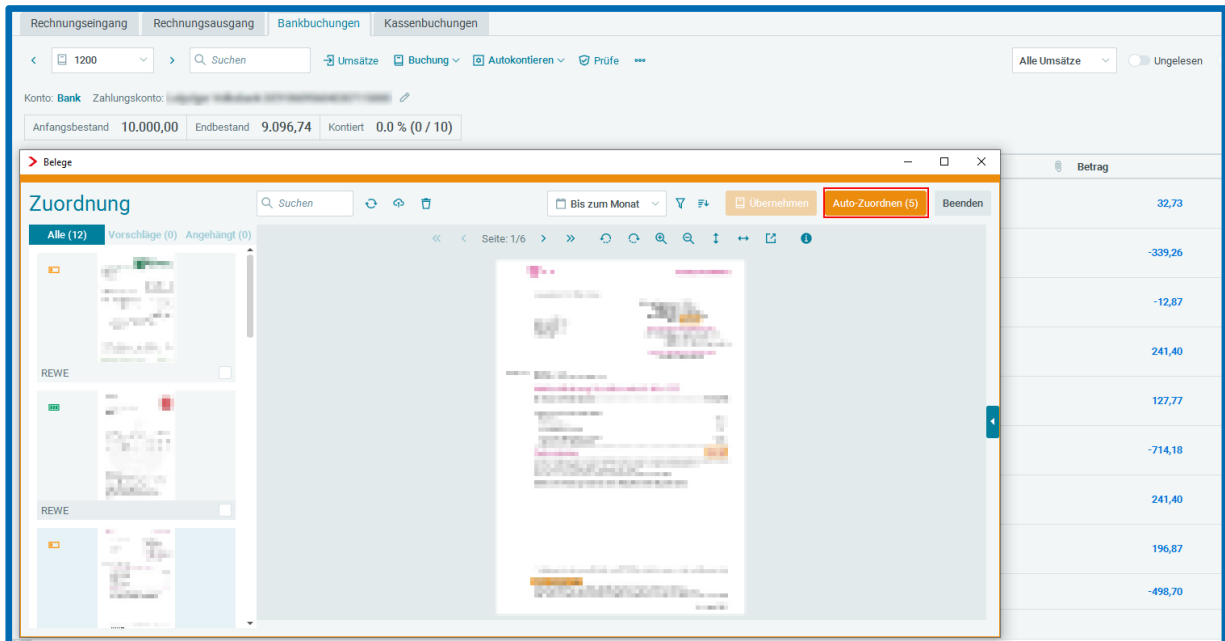 Rechnungseingang Rechnungsausgang Bankbuchungen Kassenbuchungen
1200 Suchen Umsätze Buchung Autokontieren Prüfe Alle Umsätze Ungelesen
Konto: Bank Zahlungskonto:
Anfangsbestand 10.000,00 Endbestand 9.096,74 Kontiert 0.0 % (0 / 10)
Belege
Betrag
Zuordnung Suchen Bis zum Monat Übernehmen Auto-Zuordnen (5) Beenden
32,73
Alle (12) Vorschläge (0) Angehängt (0) Seite: 1/6
-339,26
-12,87
241,40
REWE
127,77
-714,18
241,40
REWE
196,87
-498,70